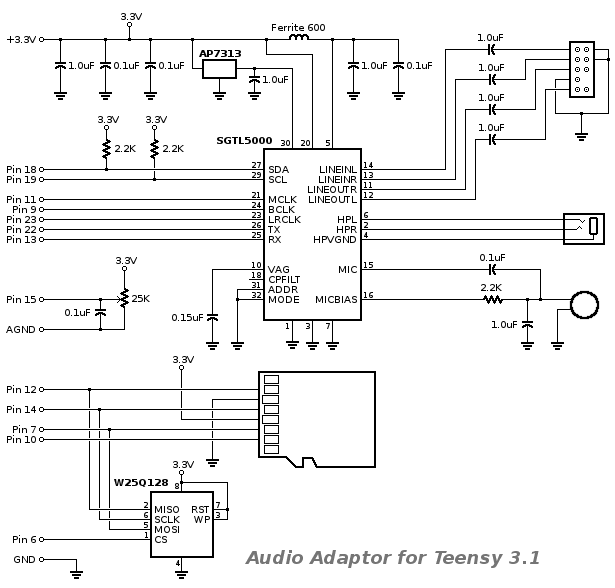 3.3V
+3.3V
Ferrite 600
AP7313
1.0uF
0.1uF
0.1uF
1.0uF
1.0uF
0.1uF
1.0uF
1.0uF
1.0uF
1.0uF
3.3V
3.3V
2.2K
2.2K
SGTL5000
30 20 5
Pin 18 27 SDA LINEINL 14
Pin 19 29 SCL LINEINR 13
LINEOUTR 11
Pin 11 21 MCLK LINEOUTL 12
Pin 9 24 BCLK
Pin 23 23 LRCLK HPL 6
Pin 22 26 TX HPR 2
Pin 13 25 RX HPVGND 4
3.3V
10 VAG MIC 15 0.1uF
18 CPFILT
31 ADDR
32 MODE MICBIAS 16 2.2K
Pin 15 25K
0.1uF
0.15uF
1.0uF
AGND
1 3 7
3.3V
Pin 12
Pin 14
Pin 7
Pin 10
3.3V
W25Q128
8
2 MISO RST 7
6 SCLK WP 3
5 MOSI
Pin 6 1 CS
GND
4
Audio Adaptor for Teensy 3.1